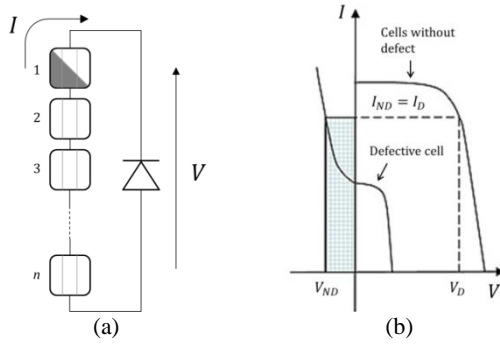 I
1
2
3
n
V
(a)
I
Cells without
defect
I_ND = I_D
Defective cell
V_ND
V_D
V
(b)